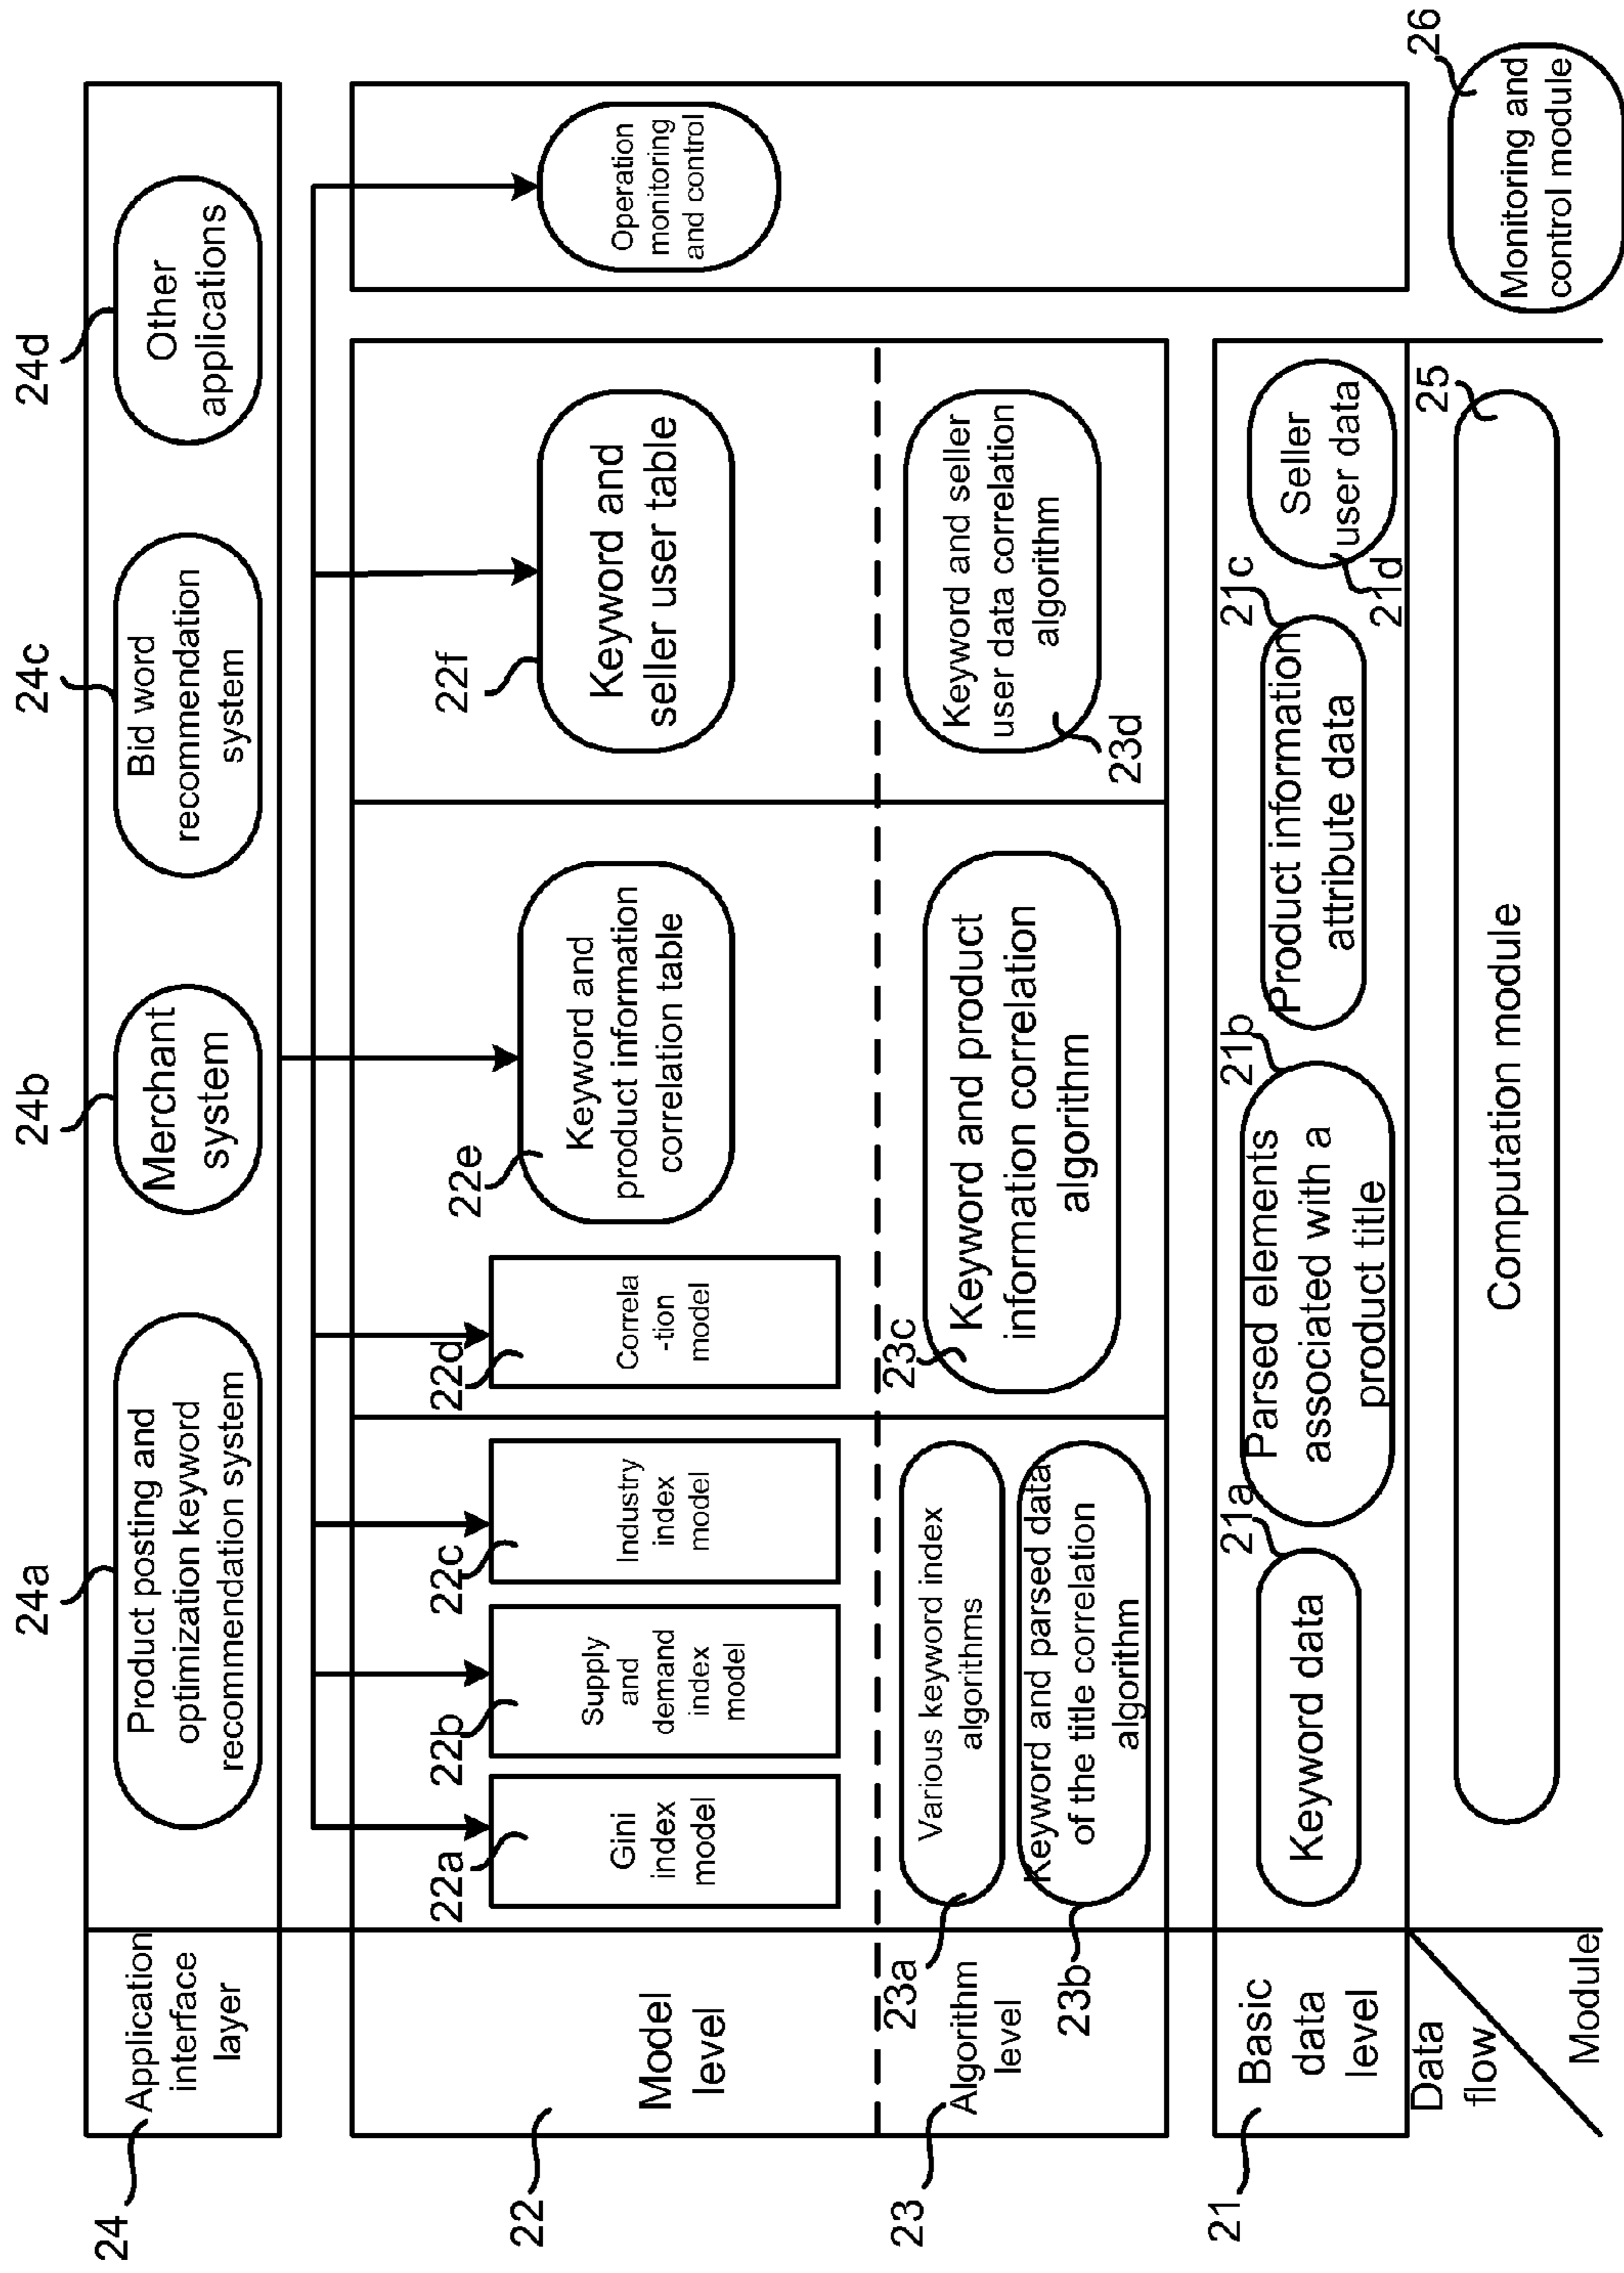 24a
24b
24c
24d
24
Application
interface
layer
Product posting and
optimization keyword
recommendation system
Merchant
system
Bid word
recommendation
system
Other
applications
22
Model
level
22a
Gini
index
model
22b
Supply
and
demand
index
model
22c
Industry
index
model
22d
Correla
-tion
model
22e
Keyword and
product information
correlation table
22f
Keyword and
seller user table
Operation
monitoring
and control
23
Algorithm
level
23a
Various keyword index
algorithms
23b
Keyword and parsed data
of the title correlation
algorithm
23c
Keyword and product
information correlation
algorithm
23d
Keyword and seller
user data correlation
algorithm
21
Basic
data
level
21a
Keyword data
21b
Parsed elements
associated with a
product title
21c
Product information
attribute data
21d
Seller
user data
Data
flow
Module
25
Computation module
26
Monitoring and
control module